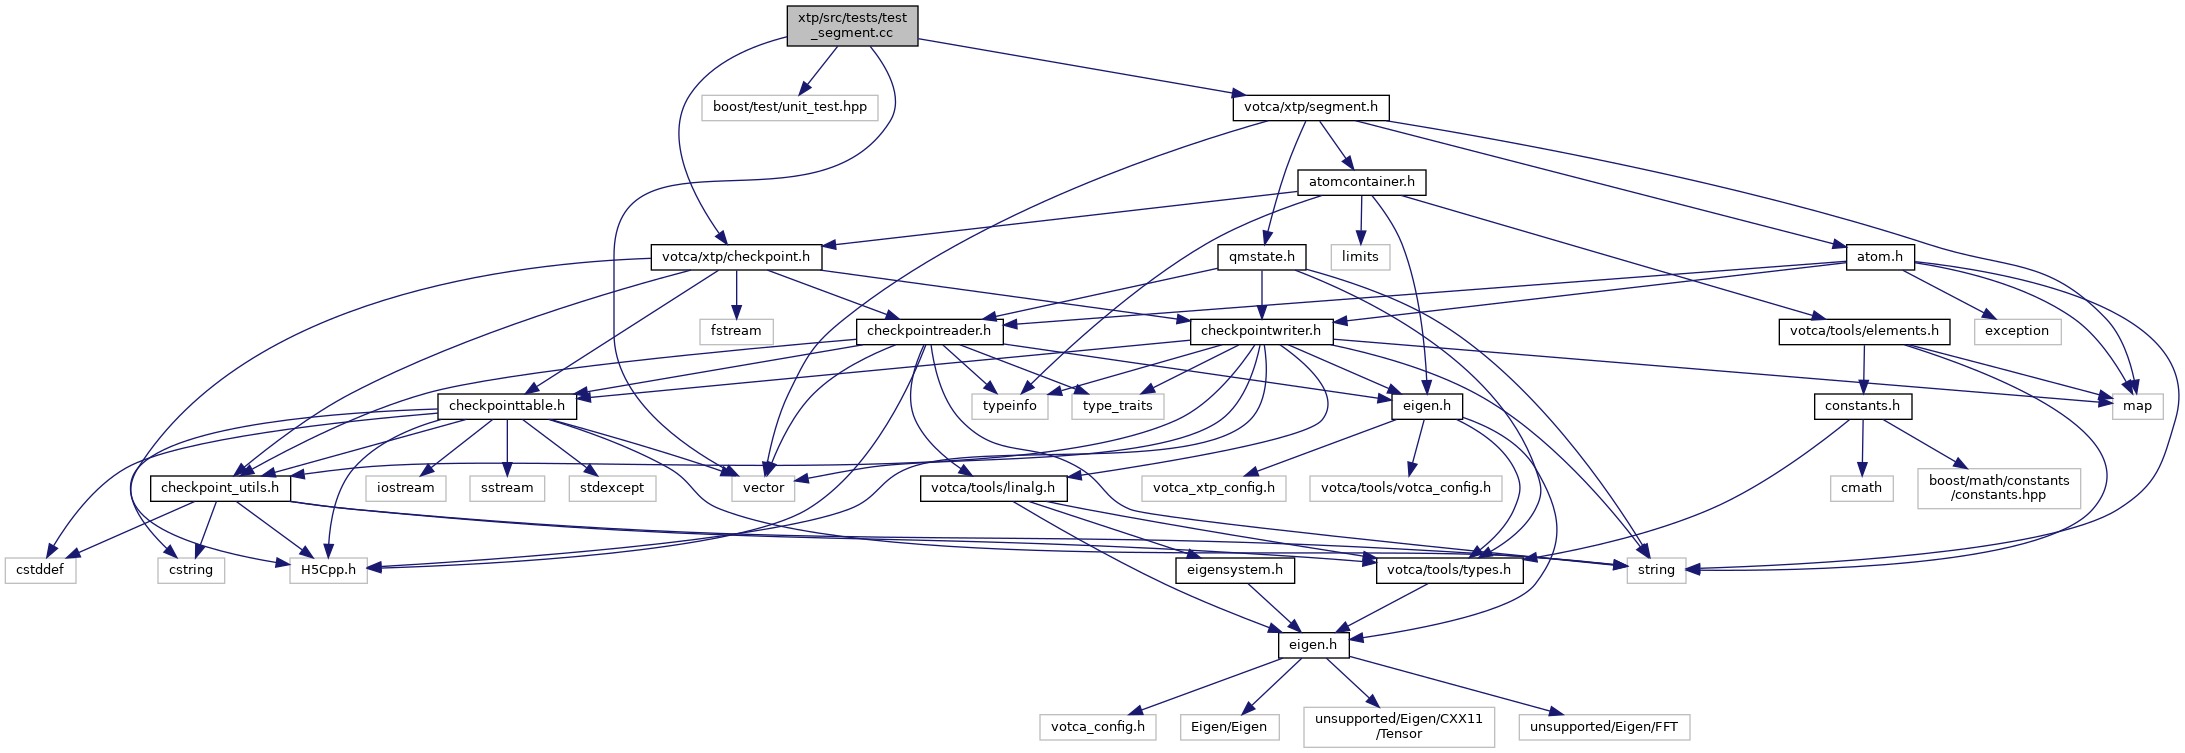 xtp/src/tests/test
_segment.cc
boost/test/unit_test.hpp
votca/xtp/segment.h
atomcontainer.h
votca/xtp/checkpoint.h
qmstate.h
limits
atom.h
fstream
checkpointreader.h
checkpointwriter.h
votca/tools/elements.h
exception
checkpointtable.h
typeinfo
type_traits
eigen.h
constants.h
map
checkpoint_utils.h
iostream
sstream
stdexcept
vector
votca/tools/linalg.h
votca_xtp_config.h
votca/tools/votca_config.h
cmath
boost/math/constants
/constants.hpp
cstddef
cstring
H5Cpp.h
eigensystem.h
votca/tools/types.h
string
eigen.h
votca_config.h
Eigen/Eigen
unsupported/Eigen/CXX11
/Tensor
unsupported/Eigen/FFT